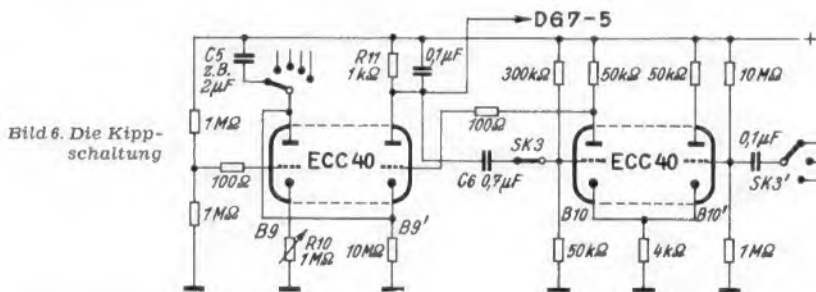 Bild 6. Die Kipp-
schaltung
C5
z.B.
2µF
R11
1kΩ
0,1µF
DG7-5
+
300kΩ
50kΩ
50kΩ
10MΩ
1MΩ
100Ω
1MΩ
ECC40
100Ω
SK3
C6 0,7µF
ECC40
0,1µF
SK3'
B9
R10
1MΩ
B9'
10MΩ
B10
B10'
50kΩ
4kΩ
1MΩ